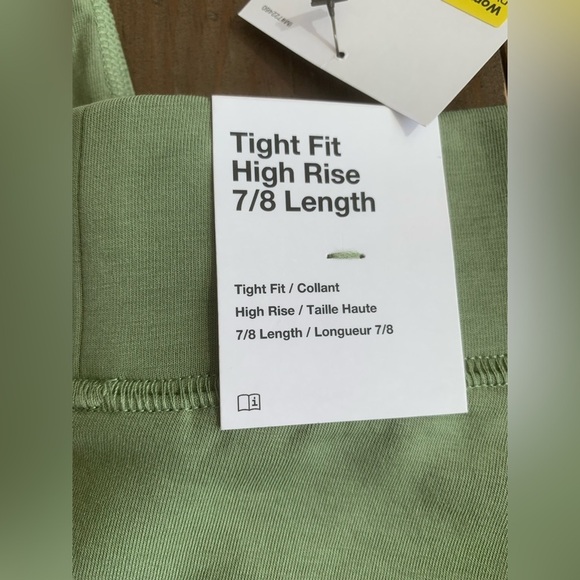 Tight Fit
High Rise
7/8 Length
Tight Fit / Collant
High Rise / Taille Haute
7/8 Length / Longueur 7/8
i